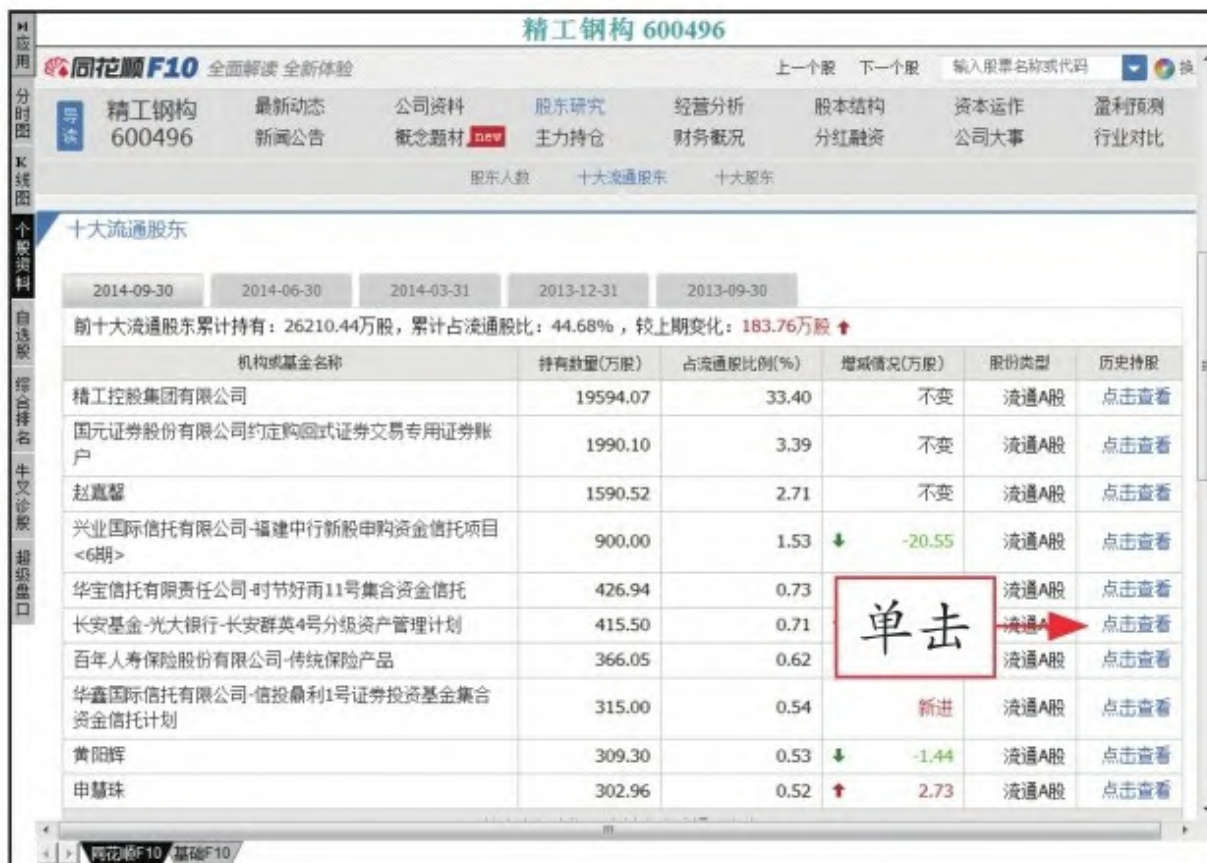 精工钢构 600496
应用
分时图
K线图
个股资料
自选股
综合排名
牛叉诊股
超级盘口
同花顺F10 全面解读 全新体验
上一个股 下一个股 输入股票名称或代码 换
导读
精工钢构 最新动态 公司资料 股东研究 经营分析 股本结构 资本运作 盈利预测
600496 新闻公告 概念题材 new 主力持仓 财务概况 分红融资 公司大事 行业对比
股东人数 十大流通股东 十大股东
十大流通股东
2014-09-30 2014-06-30 2014-03-31 2013-12-31 2013-09-30
前十大流通股东累计持有：26210.44万股，累计占流通股比：44.68%，较上期变化：183.76万股
机构或基金名称 持有数量(万股) 占流通股比例(%) 增减情况(万股) 股份类型 历史持股
精工控股集团有限公司 19594.07 33.40 不变 流通A股 点击查看
国元证券股份有限公司约定购回式证券交易专用证券账
户 1990.10 3.39 不变 流通A股 点击查看
赵嘉馨 1590.52 2.71 不变 流通A股 点击查看
兴业国际信托有限公司-福建中行新股申购资金信托项目
<6期> 900.00 1.53 -20.55 流通A股 点击查看
华宝信托有限责任公司-时节好雨11号集合资金信托 426.94 0.73 流通A股 点击查看
长安基金-光大银行-长安群英4号分级资产管理计划 415.50 0.71 流通A股 点击查看
百年人寿保险股份有限公司-传统保险产品 366.05 0.62 流通A股 点击查看
单击
华鑫国际信托有限公司-信投鼎利1号证券投资基金集合
资金信托计划 315.00 0.54 新进 流通A股 点击查看
黄阳辉 309.30 0.53 -1.44 流通A股 点击查看
申慧珠 302.96 0.52 2.73 流通A股 点击查看
同花顺F10 基础F10